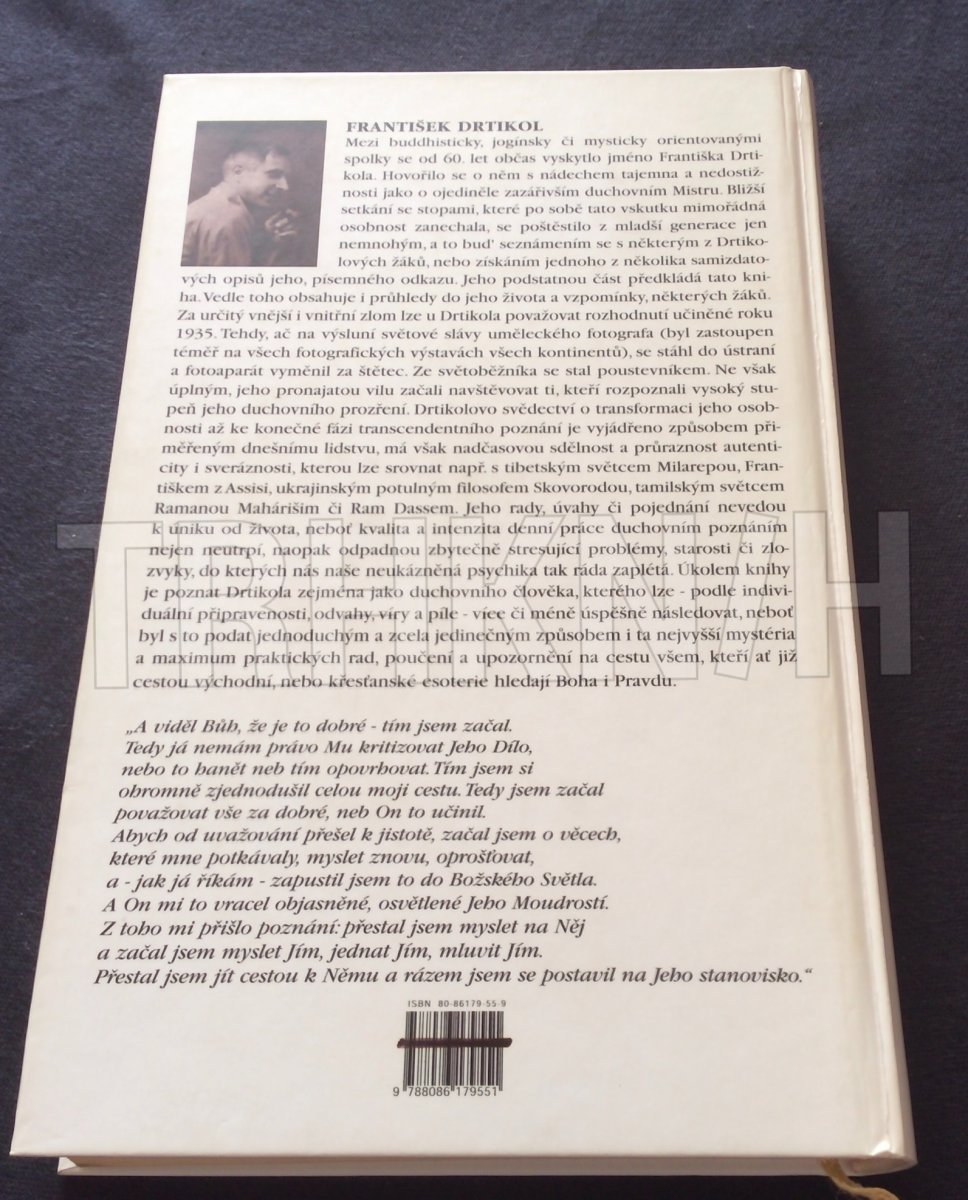 FRANTIŠEK DRTIKOL
Mezi buddhisticky, jogínsky či mysticky orientovanými
spolky se od 60. let občas vyskytlo jméno Františka Drti-
kola. Hovořilo se o něm s nádechem tajemna a nedostiž-
nosti jako o ojediněle zazářivším duchovním Mistru. Bližší
setkání se stopami, které po sobě tato vskutku mimořádná
osobnost zanechala, se poštěstilo z mladší generace jen
nemnohým, a to buď seznámením se s některým z Drtiko-
lových žáků, nebo získáním jednoho z několika samizdato-
vých opisů jeho, písemného odkazu. Jeho podstatnou část předkládá tato kni-
ha. Vedle toho obsahuje i průhledy do jeho života a vzpomínky, některých žáků.
Za určitý vnější i vnitřní zlom lze u Drtikola považovat rozhodnutí učiněné roku
1935. Tehdy, ač na výsluní světové slávy uměleckého fotografa (byl zastoupen
téměř na všech fotografických výstavách všech kontinentů), se stáhl do ústraní
a fotoaparát vyměnil za štětec. Ze světoběžníka se stal poustevníkem. Ne však
úplným, jeho pronajatou vilu začali navštěvovat ti, kteří rozpoznali vysoký stu-
peň jeho duchovního prozření. Drtikolovo svědectví o transformaci jeho osob-
nosti až ke konečné fázi transcendentního poznání je vyjádřeno způsobem při-
měřeným dnešnímu lidstvu, má však nadčasovou sdělnost a průraznost autenti-
city i sveráznosti, kterou lze srovnat např. s tibetským světcem Milarepou, Fran-
tiškem z Assisi, ukrajinským potulným filosofem Skovorodou, tamilským světcem
Ramanou Mahárišim či Ram Dassem. Jeho rady, úvahy či pojednání nevedou
k úniku od života, neboť kvalita a intenzita denní práce duchovním poznáním
nejen neutrpí, naopak odpadnou zbytečně stresující problémy, starosti či zlo-
zvyky, do kterých nás naše neukázněná psychika tak ráda zaplétá. Úkolem knihy
je poznat Drtikola zejména jako duchovního člověka, kterého lze - podle indivi-
duální připravenosti, odvahy, víry a píle - více či méně úspěšně následovat, neboť
byl s to podat jednoduchým a zcela jedinečným způsobem i ta nejvyšší mystéria
a maximum praktických rad, poučení a upozornění na cestu všem, kteří ať již
cestou východní, nebo křesťanské esoterie hledají Boha i Pravdu.
„A viděl Bůh, že je to dobré - tím jsem začal.
Tedy já nemám právo Mu kritizovat Jeho Dílo,
nebo to hanět neb tím opovrhovat. Tím jsem si
ohromně zjednodušil celou moji cestu. Tedy jsem začal
považovat vše za dobré, neb On to učinil.
Abych od uvažování přešel k jistotě, začal jsem o věcech,
které mne potkávaly, myslet znovu, oprošťovat,
a - jak já říkám - zapustil jsem to do Božského Světla.
A On mi to vracel objasněné, osvětlené Jeho Moudrostí.
Z toho mi přišlo poznání: přestal jsem myslet na Něj
a začal jsem myslet Jím, jednat Jím, mluvit Jím.
Přestal jsem jít cestou k Němu a rázem jsem se postavil na Jeho stanovisko."
ISBN 80-86179-55-9
9 788086 179551